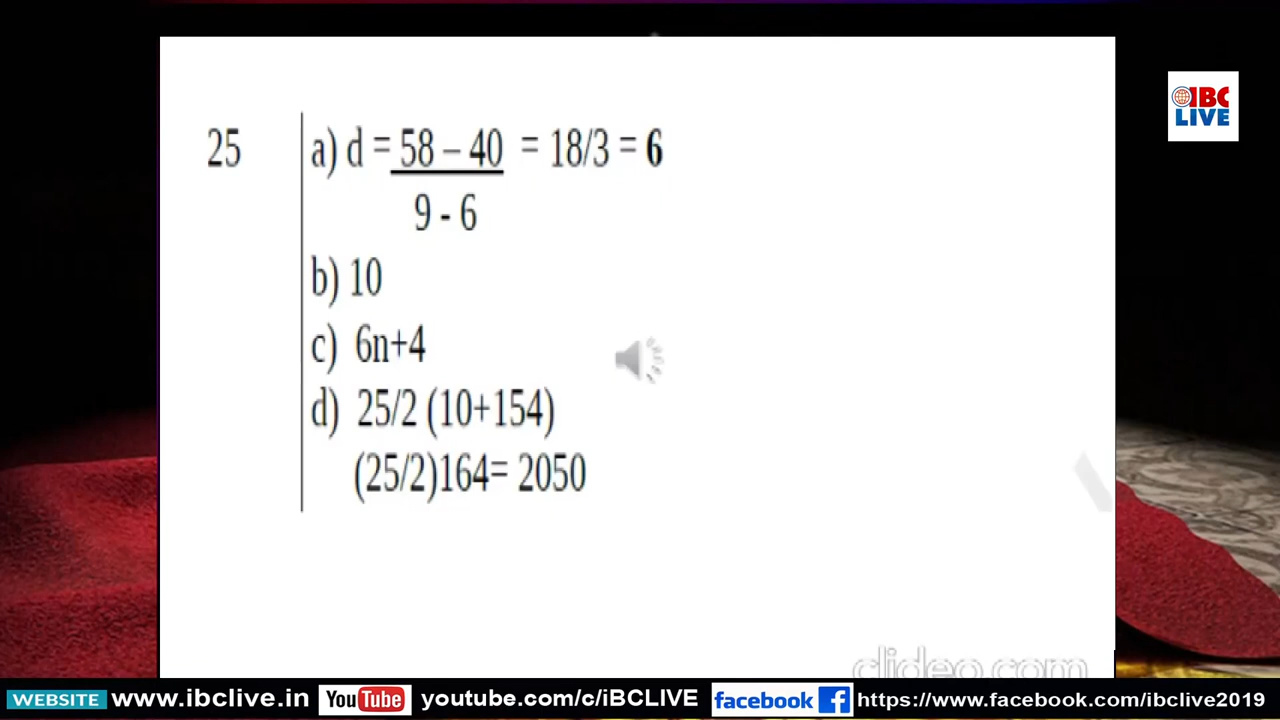 IBC
LIVE
25 a) d = 58 – 40 = 18/3 = 6
9 - 6
b) 10
c) 6n+4
d) 25/2 (10+154)
(25/2)164= 2050
clideo.com
WEBSITE www.ibclive.in YouTube youtube.com/c/iBCLIVE facebook f https://www.facebook.com/ibclive2019